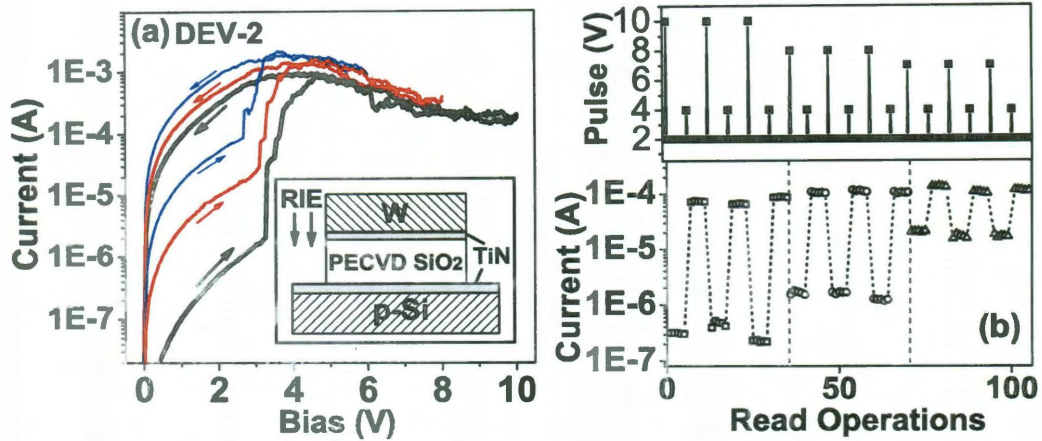 (a) DEV-2
1E-3
1E-4
1E-5
1E-6
1E-7
Current (A)
0 2 4 6 8 10
Bias (V)
RIE
W
TiN
PECVD SiO2
p-Si
10
8
6
4
2
Pulse (V)
1E-4
1E-5
1E-6
1E-7
Current (A)
(b)
0 50 100
Read Operations